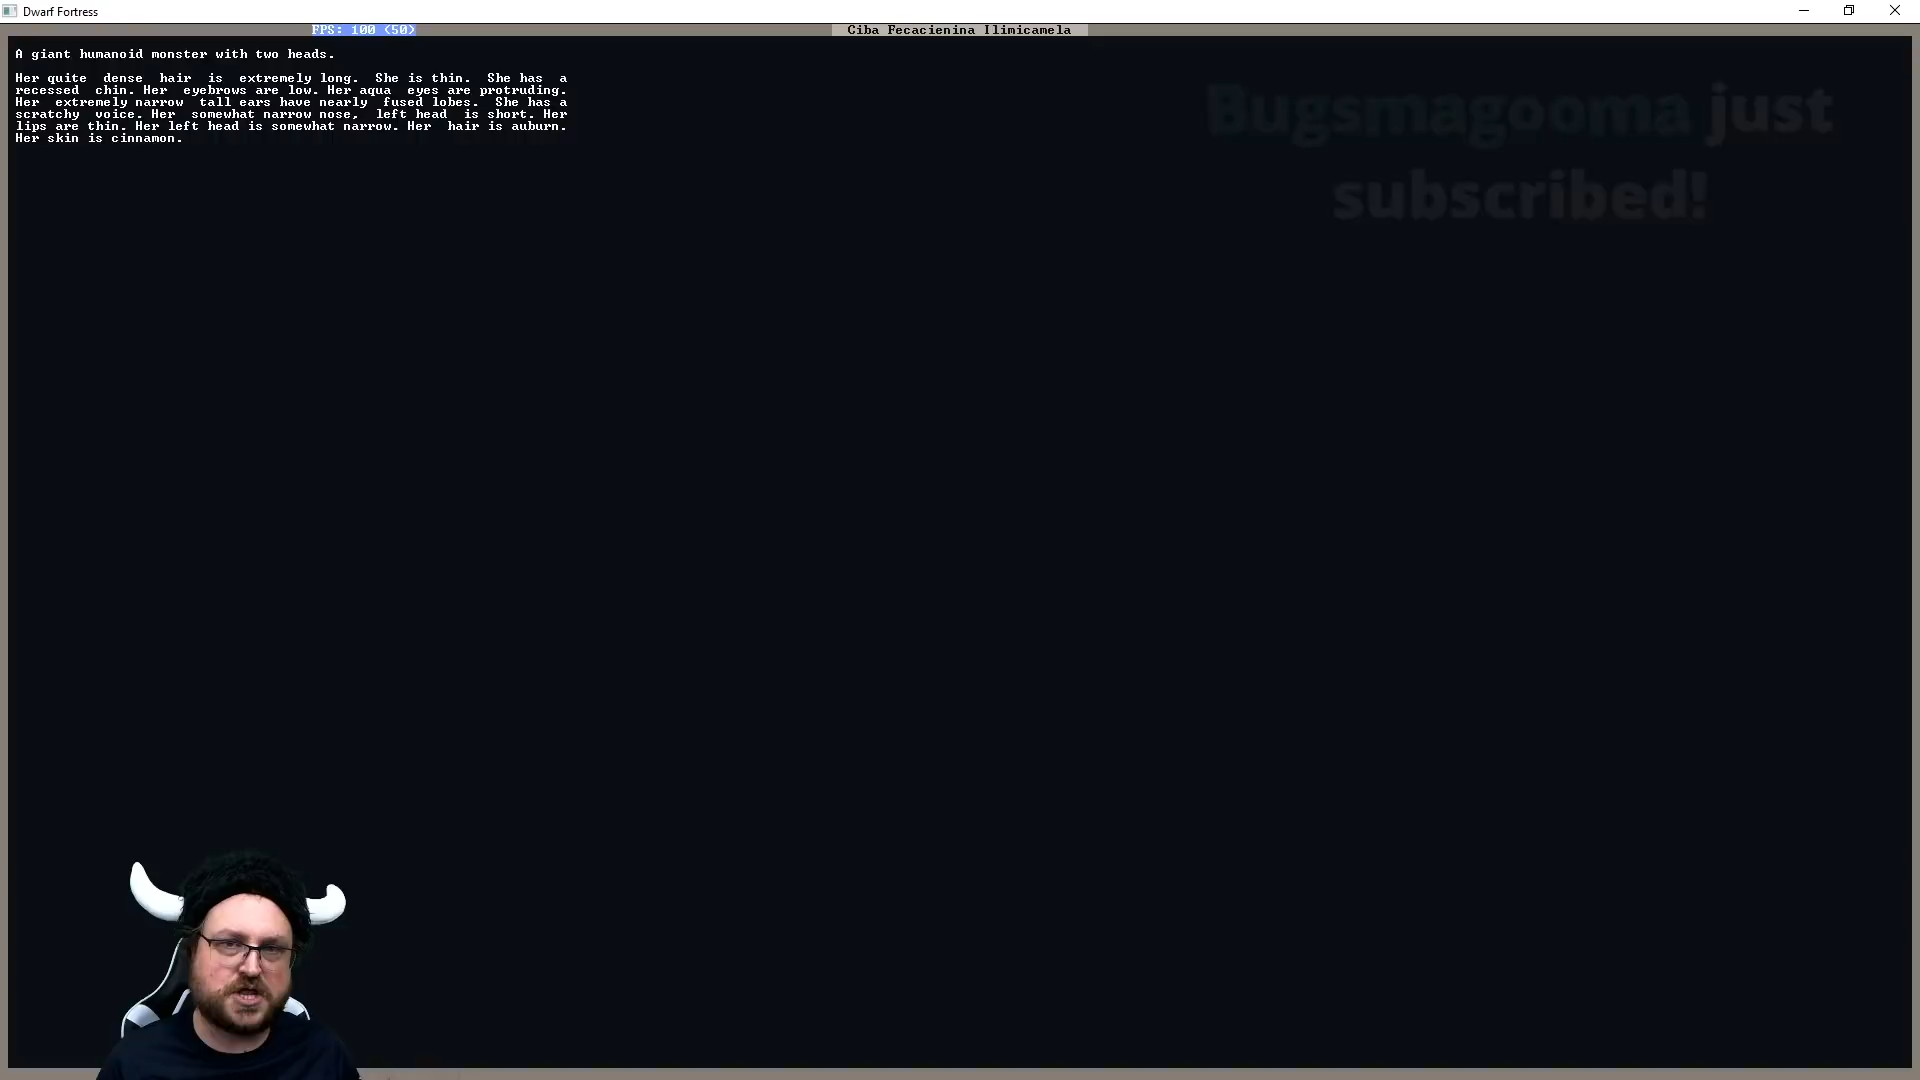 Dwarf Fortress
FPS: 100 (50)
Ciba Fecacienina Ilimicamela
A giant humanoid monster with two heads.
Her quite dense hair is extremely long. She is thin. She has a
recessed chin. Her eyebrows are low. Her aqua eyes are protruding.
Her extremely narrow tall ears have nearly fused lobes. She has a
scratchy voice. Her somewhat narrow nose, left head is short. Her
lips are thin. Her left head is somewhat narrow. Her hair is auburn.
Her skin is cinnamon.
Bugsmagooma just
subscribed!